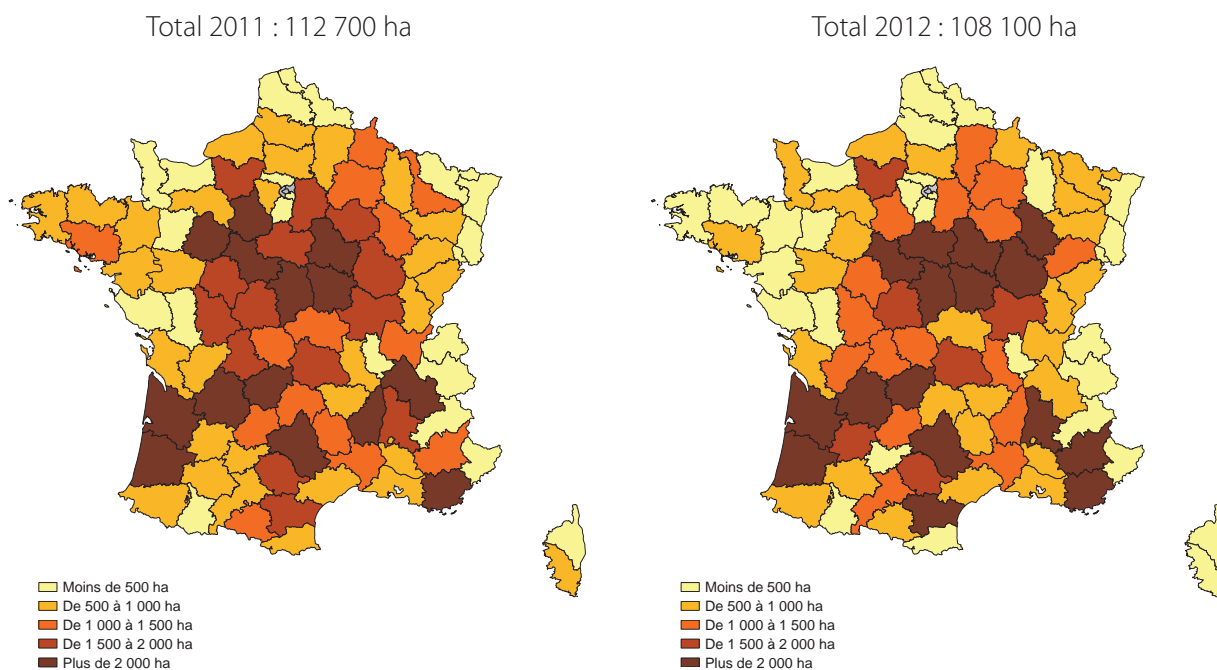 Total 2011 : 112 700 ha
Total 2012 : 108 100 ha
Moins de 500 ha
De 500 à 1 000 ha
De 1 000 à 1 500 ha
De 1 500 à 2 000 ha
Plus de 2 000 ha
Moins de 500 ha
De 500 à 1 000 ha
De 1 000 à 1 500 ha
De 1 500 à 2 000 ha
Plus de 2 000 ha